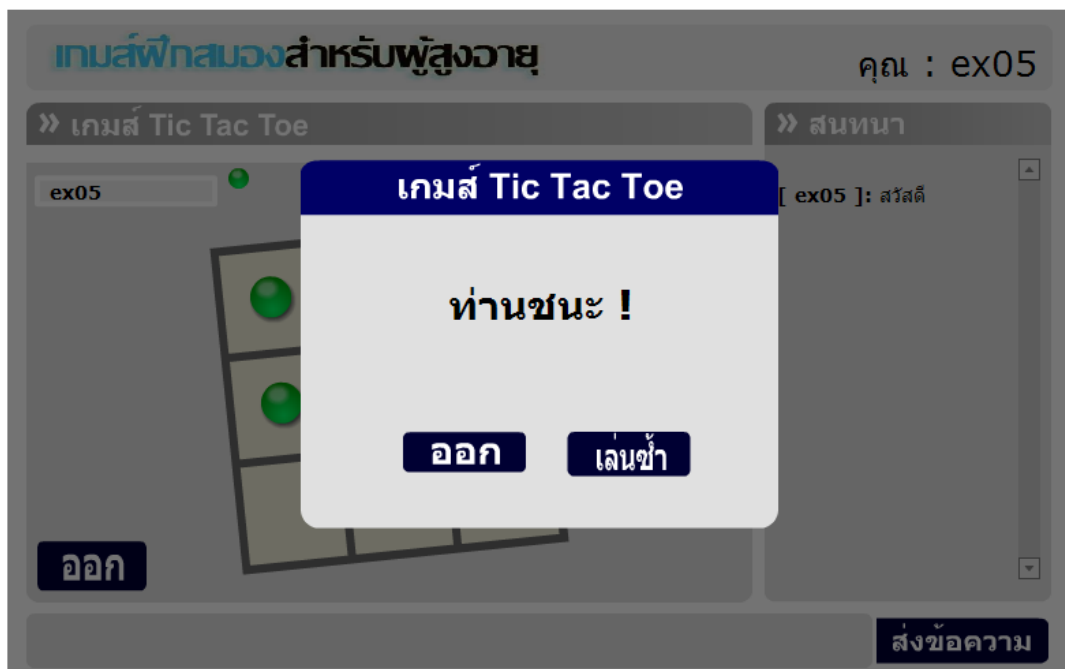 เกมส์ฝึกสมองสำหรับผู้สูงอายุ
คุณ : ex05
» เกมส์ Tic Tac Toe
» สนทนา
ex05
[ ex05 ]: สวัสดี
เกมส์ Tic Tac Toe
ท่านชนะ !
ออก
เล่นซ้ำ
ออก
ส่งข้อความ